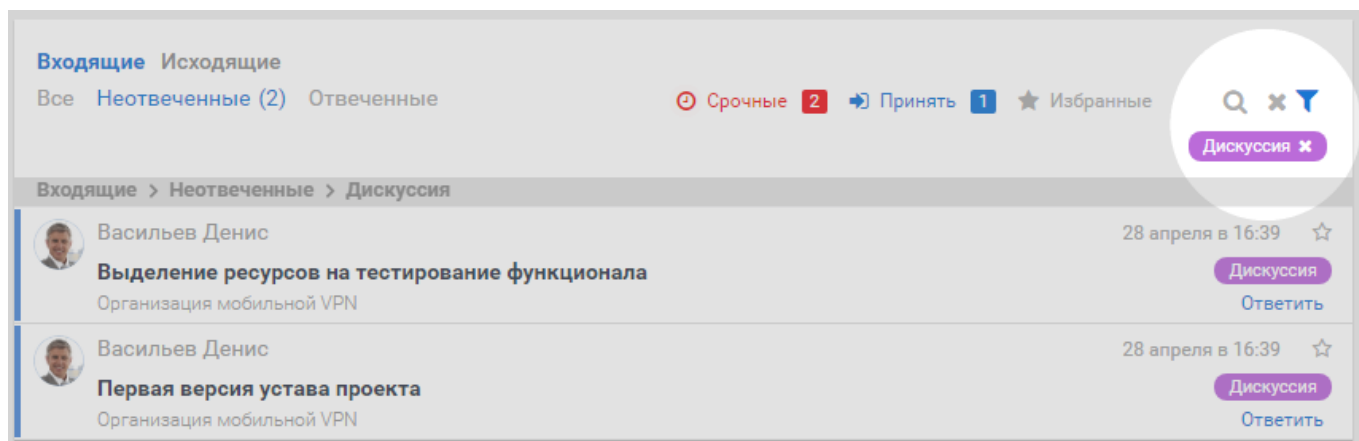 Входящие Исходящие
Все Неотвеченные (2) Отвеченные Срочные 2 Принять 1 Избранные
Дискуссия
Входящие > Неотвеченные > Дискуссия
Васильев Денис 28 апреля в 16:39
Выделение ресурсов на тестирование функционала Дискуссия
Организация мобильной VPN Ответить
Васильев Денис 28 апреля в 16:39
Первая версия устава проекта Дискуссия
Организация мобильной VPN Ответить